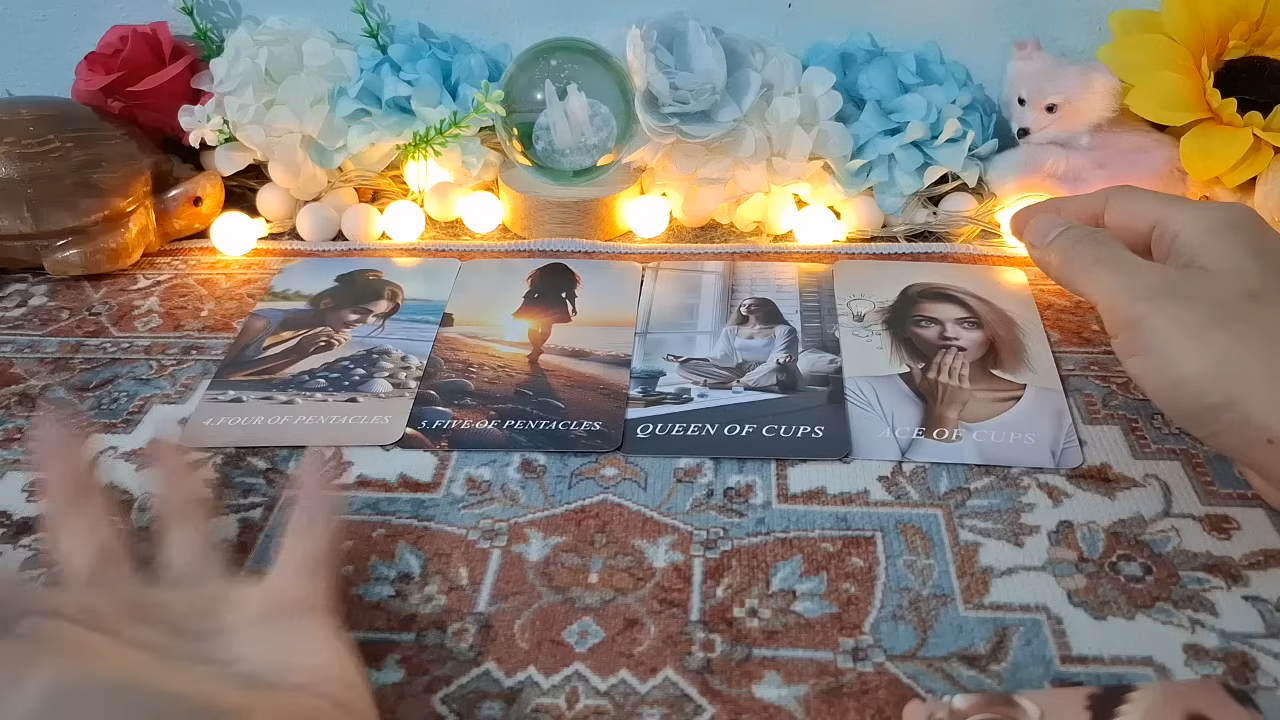 4.FOUR OF PENTACLES
5.FIVE OF PENTACLES
QUEEN OF CUPS
ACE OF CUPS